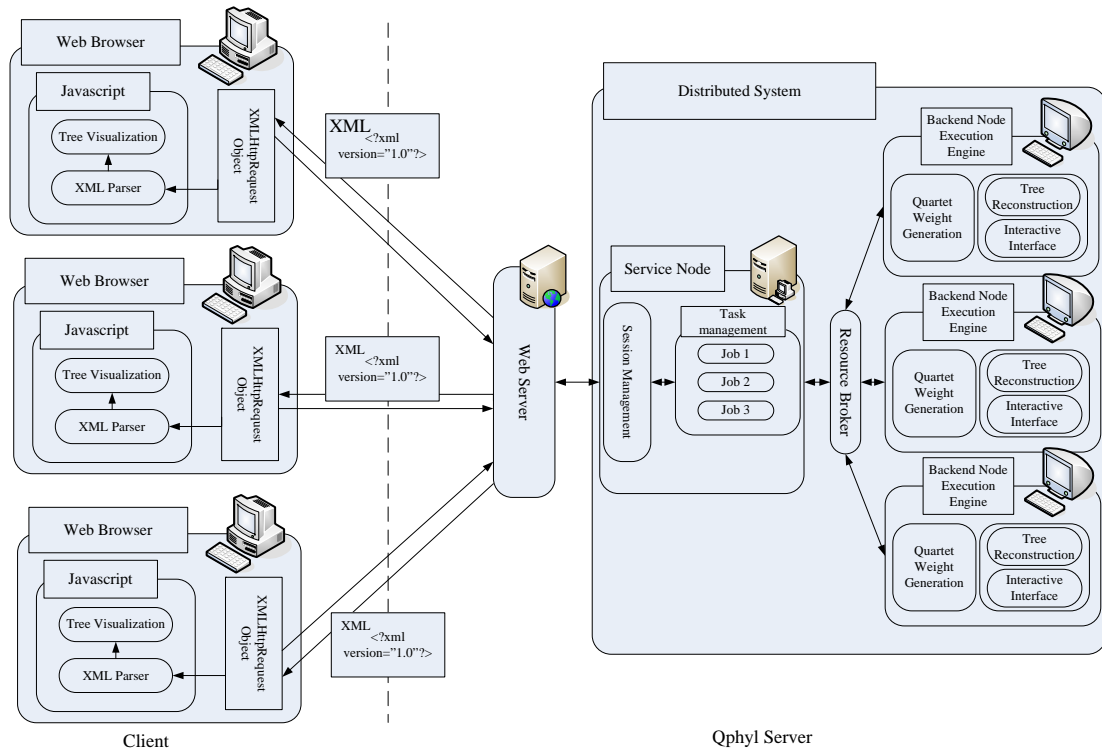 Web Browser
Javascript
Tree Visualization
XML Parser
XMLHttpRequest
Object
XML
<?xml
version=”1.0”?>
Web Browser
Javascript
Tree Visualization
XML Parser
XMLHttpRequest
Object
XML
<?xml
version=”1.0”?>
Web Browser
Javascript
Tree Visualization
XML Parser
XMLHttpRequest
Object
XML
<?xml
version=”1.0”?>
Client
Web Server
Distributed System
Service Node
Session Management
Task
management
Job 1
Job 2
Job 3
Resource Broker
Backend Node
Execution
Engine
Quartet
Weight
Generation
Tree
Reconstruction
Interactive
Interface
Backend Node
Execution
Engine
Quartet
Weight
Generation
Tree
Reconstruction
Interactive
Interface
Backend Node
Execution
Engine
Quartet
Weight
Generation
Tree
Reconstruction
Interactive
Interface
Qphyl Server